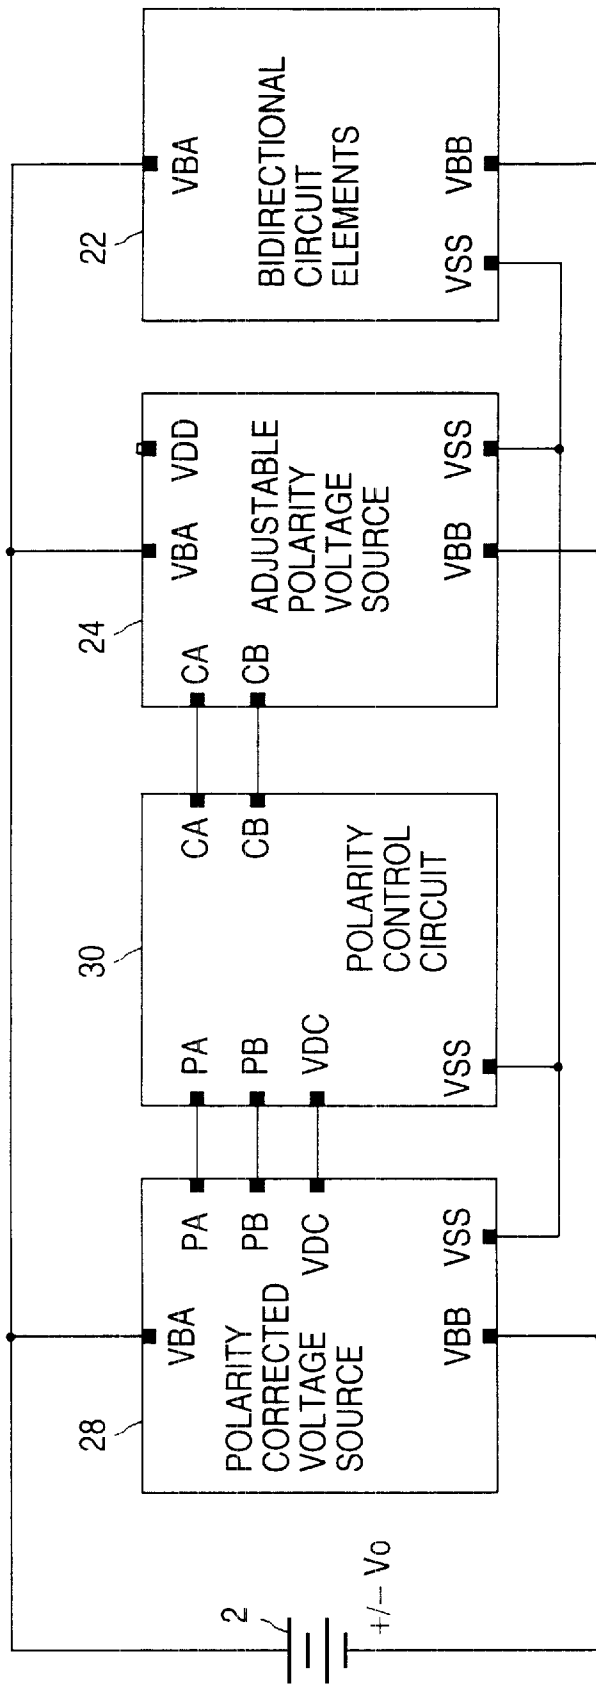 2
+/− Vo
28
VBA
POLARITY
CORRECTED
VOLTAGE
SOURCE
PA
PB
VDC
VBB
VSS
30
PA
PB
VDC
VSS
CA
CB
POLARITY
CONTROL
CIRCUIT
24
CA
CB
VBA
VDD
ADJUSTABLE
POLARITY
VOLTAGE
SOURCE
VBB
VSS
22
VBA
BIDIRECTIONAL
CIRCUIT
ELEMENTS
VSS
VBB